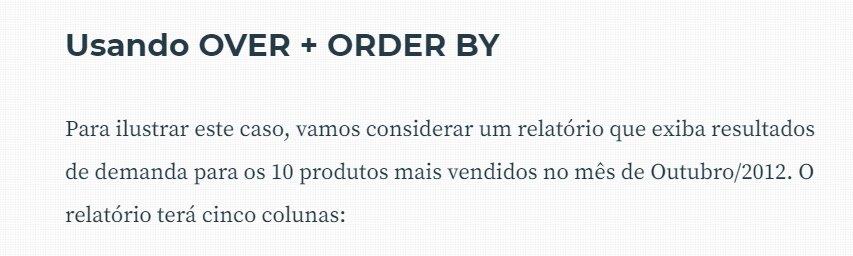 Usando OVER + ORDER BY
Para ilustrar este caso, vamos considerar um relatório que exiba resultados
de demanda para os 10 produtos mais vendidos no mês de Outubro/2012. O
relatório terá cinco colunas: